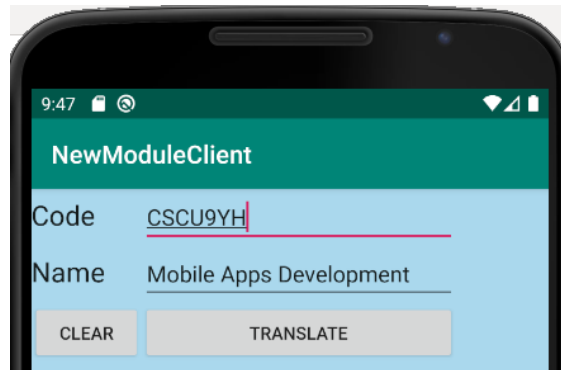 9:47
NewModuleClient
Code CSCU9YH
Name Mobile Apps Development
CLEAR TRANSLATE